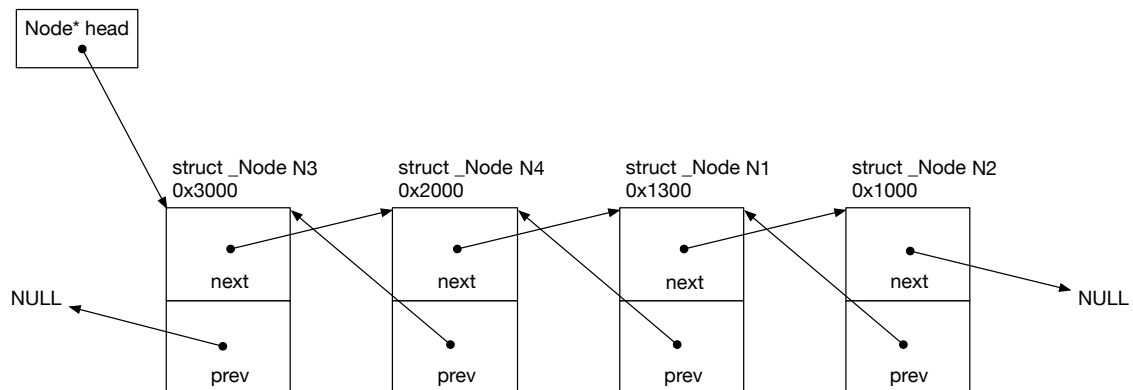 Node* head
struct _Node N3
0x3000
struct _Node N4
0x2000
struct _Node N1
0x1300
struct _Node N2
0x1000
next
next
next
next
NULL
NULL
prev
prev
prev
prev